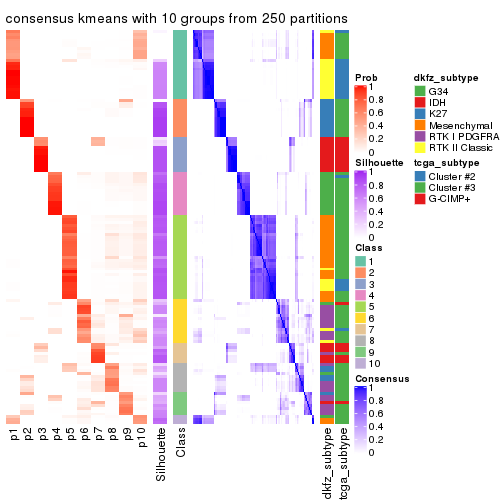 consensus kmeans with 10 groups from 250 partitions
Prob
1
0.8
0.6
0.4
0.2
0
Silhouette
1
0.8
0.6
0.4
0.2
0
Class
1
2
3
4
5
6
7
8
9
10
Consensus
1
0.8
0.6
0.4
0.2
0
dkfz_subtype
G34
IDH
K27
Mesenchymal
RTK I PDGFRA
RTK II Classic
tcga_subtype
Cluster #2
Cluster #3
G-CIMP+
p1
p2
p3
p4
p5
p6
p7
p8
p9
p10
Silhouette
Class
dkfz_subtype
tcga_subtype